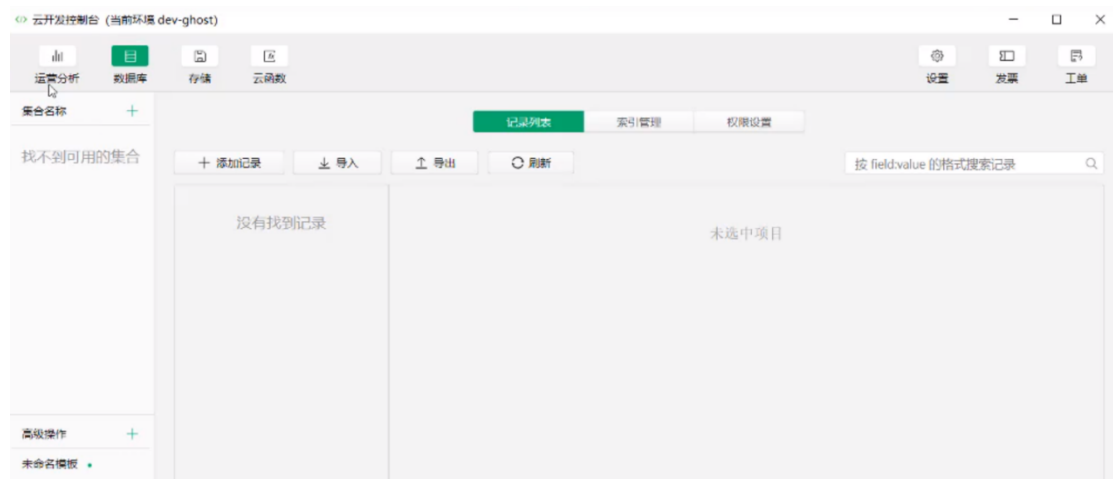 云开发控制台 (当前环境 dev-ghost)
运营分析 数据库 存储 云函数 设置 发票 工单
集合名称
记录列表 索引管理 权限设置
找不到可用的集合
添加记录 导入 导出 刷新 按 field:value 的格式搜索记录
没有找到记录
未选中项目
高级操作
未命名模板